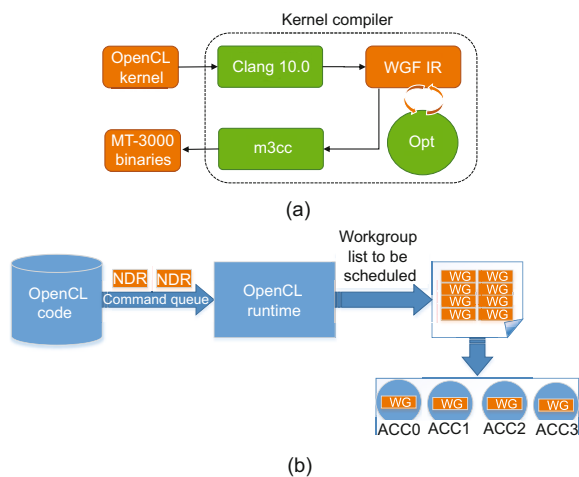 Kernel compiler
OpenCL
kernel
Clang 10.0
WGF IR
MT-3000
binaries
m3cc
Opt
(a)
Workgroup
list to be
scheduled
NDR NDR
OpenCL
code
Command queue
OpenCL
runtime
WG WG
WG WG
WG WG
WG WG
WG WG WG WG
ACC0 ACC1 ACC2 ACC3
(b)